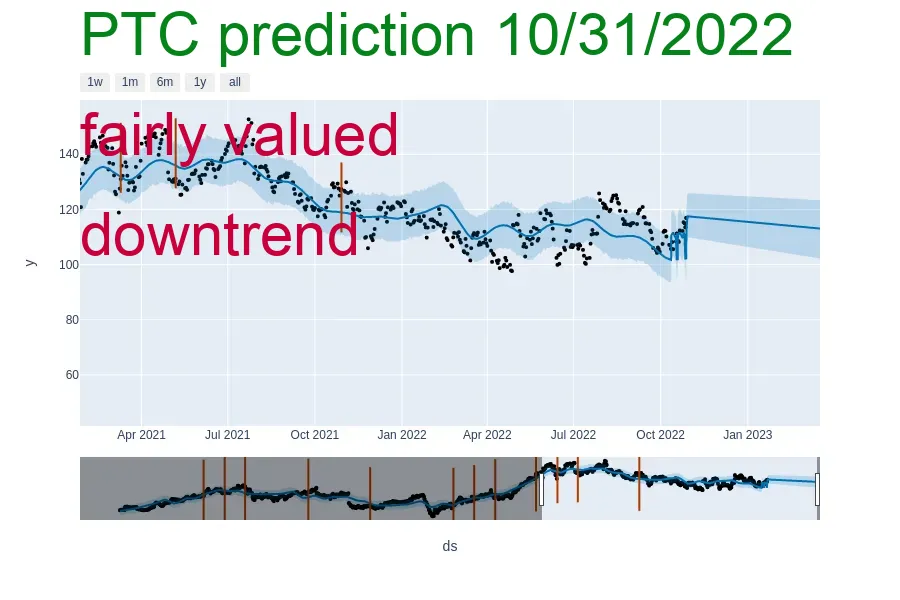 PTC prediction 10/31/2022
1w 1m 6m 1y all
fairly valued
140
120
downtrend
y
100
80
60
Apr 2021 Jul 2021 Oct 2021 Jan 2022 Apr 2022 Jul 2022 Oct 2022 Jan 2023
ds